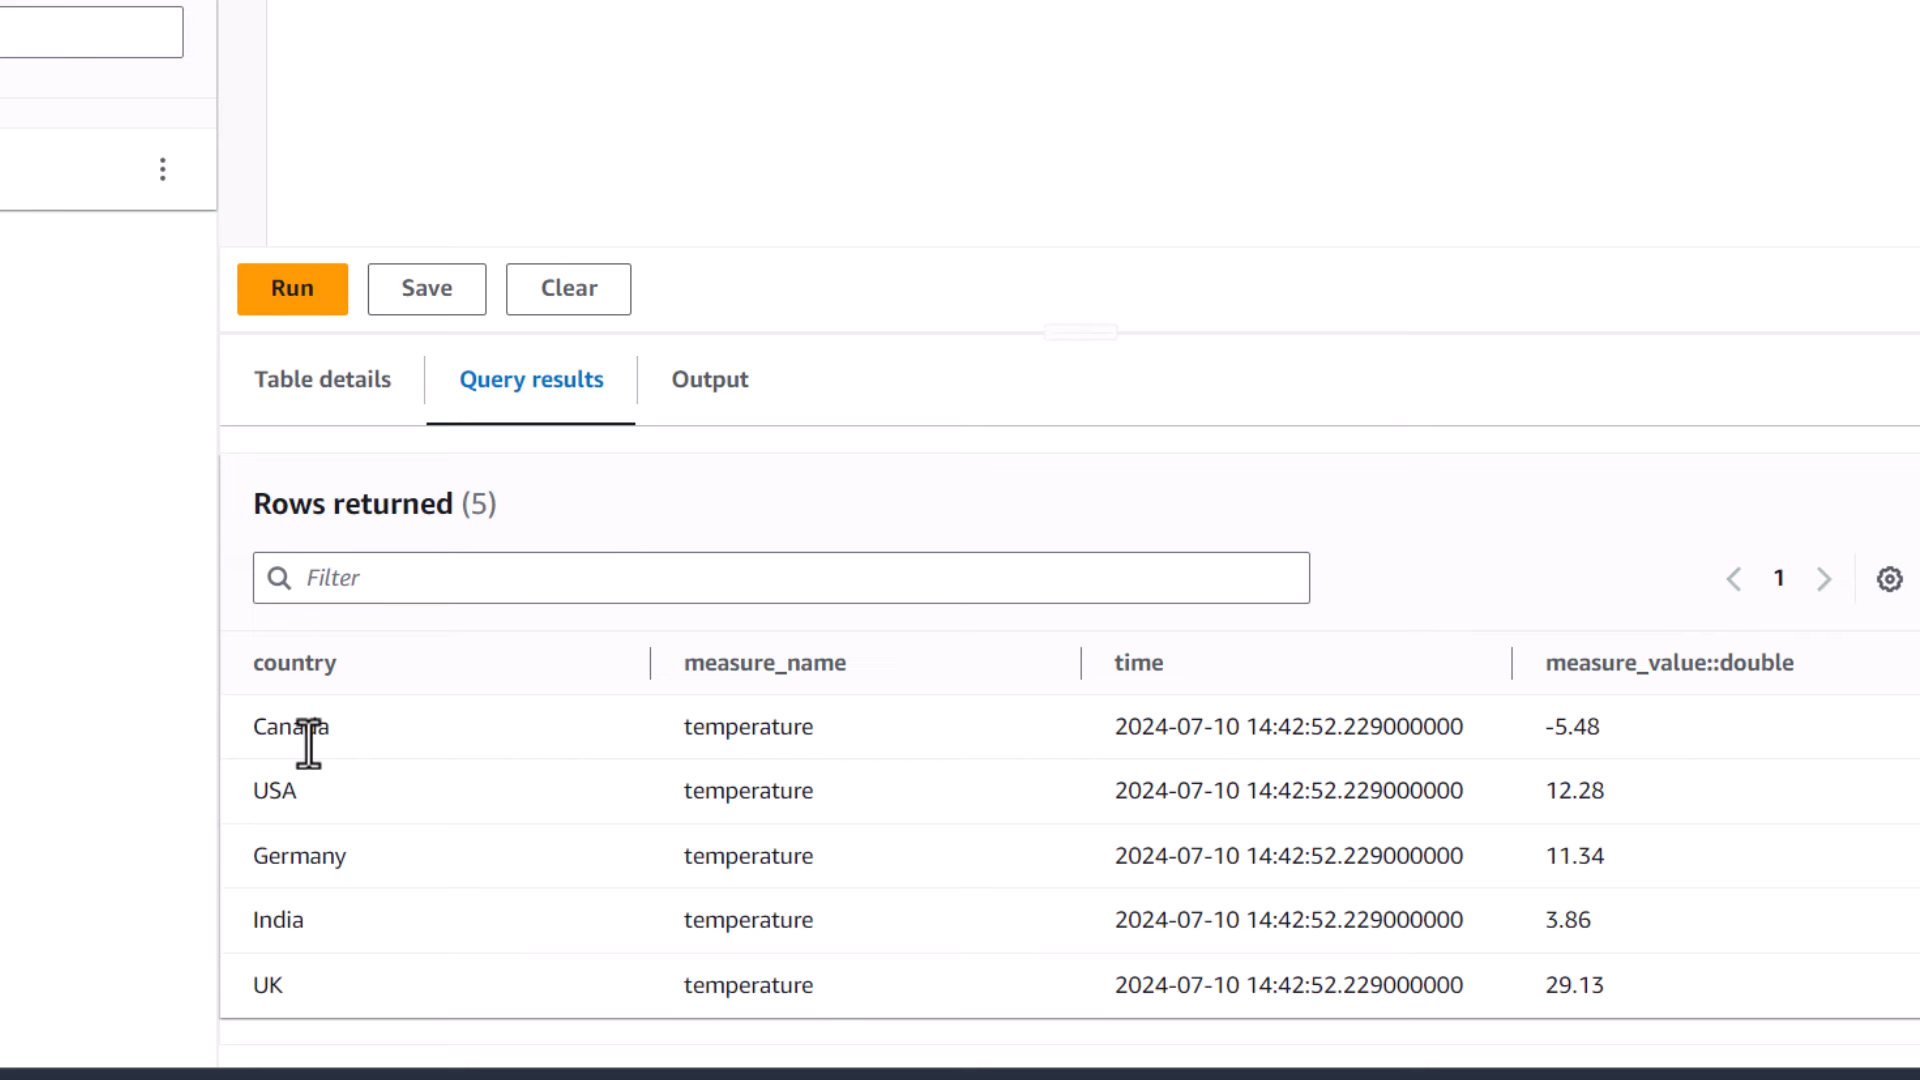 Run Save Clear
Table details Query results Output
Rows returned (5)
Filter 1
country measure_name time measure_value::double
Canada temperature 2024-07-10 14:42:52.229000000 -5.48
USA temperature 2024-07-10 14:42:52.229000000 12.28
Germany temperature 2024-07-10 14:42:52.229000000 11.34
India temperature 2024-07-10 14:42:52.229000000 3.86
UK temperature 2024-07-10 14:42:52.229000000 29.13